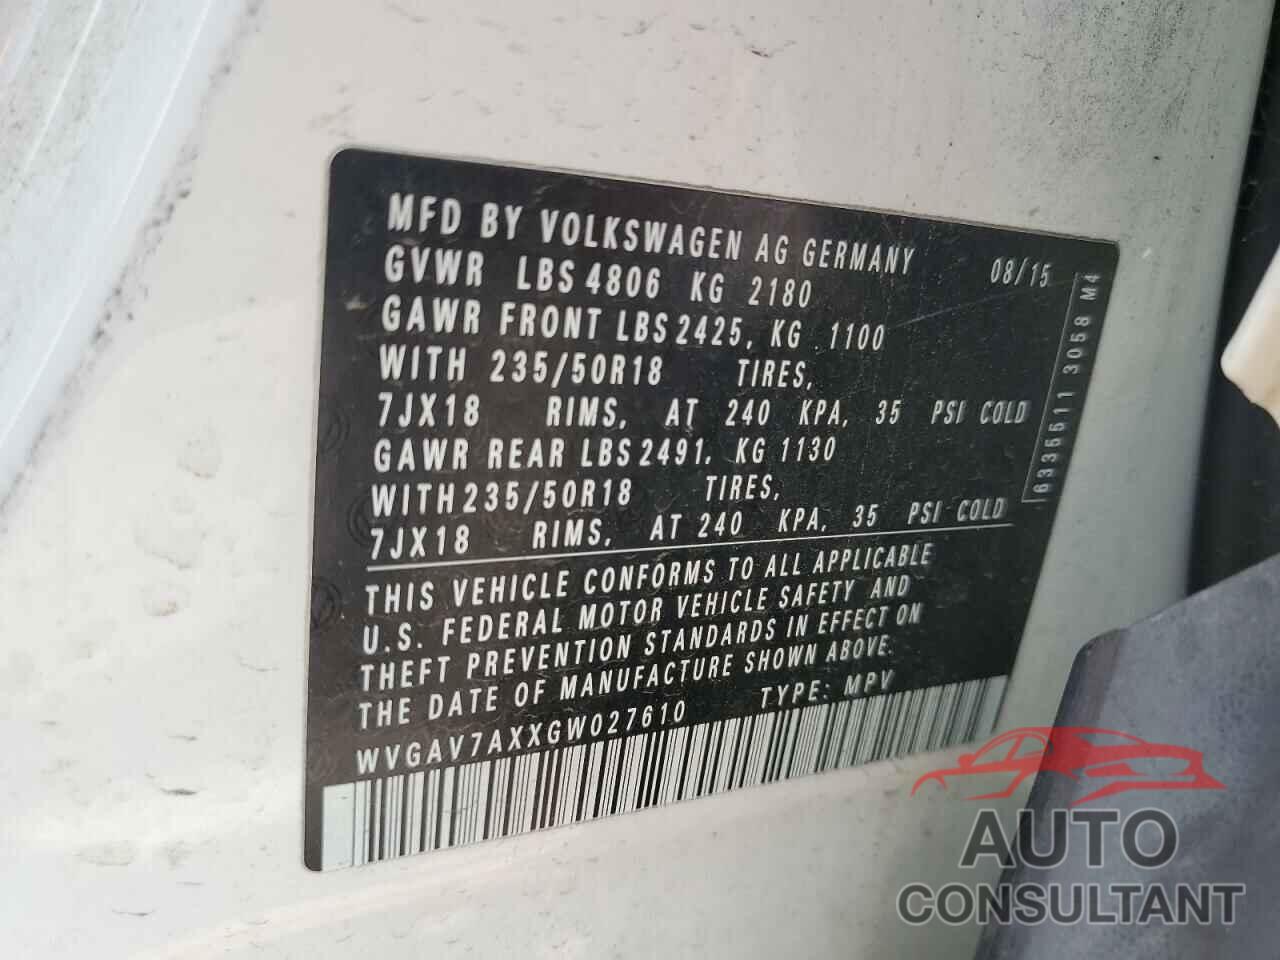 MFD BY VOLKSWAGEN AG GERMANY 08/15
GVWR LBS 4806 KG 2180
GAWR FRONT LBS 2425, KG 1100
WITH 235/50R18 TIRES,
7JX18 RIMS, AT 240 KPA, 35 PSI COLD
GAWR REAR LBS 2491, KG 1130
WITH 235/50R18 TIRES,
7JX18 RIMS, AT 240 KPA, 35 PSI COLD
THIS VEHICLE CONFORMS TO ALL APPLICABLE
U.S. FEDERAL MOTOR VEHICLE SAFETY AND
THEFT PREVENTION STANDARDS IN EFFECT ON
THE DATE OF MANUFACTURE SHOWN ABOVE.
WVGAV7AXXGW027610 TYPE: MPV
6335511 3058 M4
AUTO
CONSULTANT